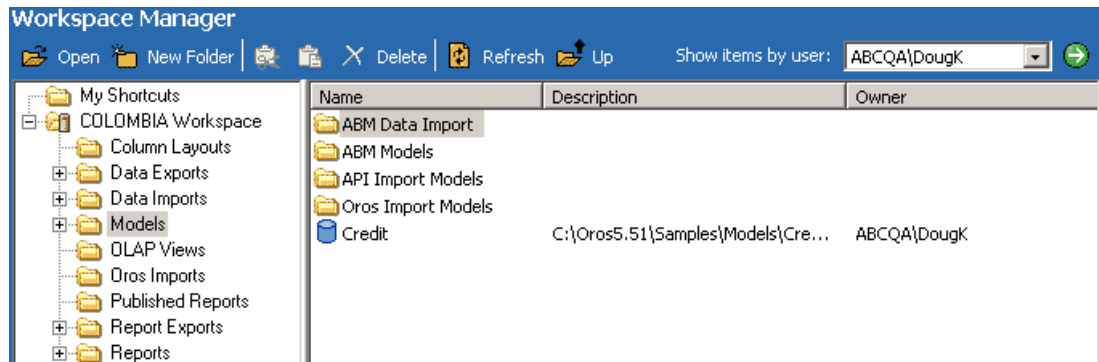 Workspace Manager
Open New Folder Delete Refresh Up Show items by user: ABCQA\DougK
My Shortcuts
COLOMBIA Workspace
Column Layouts
Data Exports
Data Imports
Models
OLAP Views
Oros Imports
Published Reports
Report Exports
Reports
Name Description Owner
ABM Data Import
ABM Models
API Import Models
Oros Import Models
Credit C:\Oros5.51\Samples\Models\Cre... ABCQA\DougK